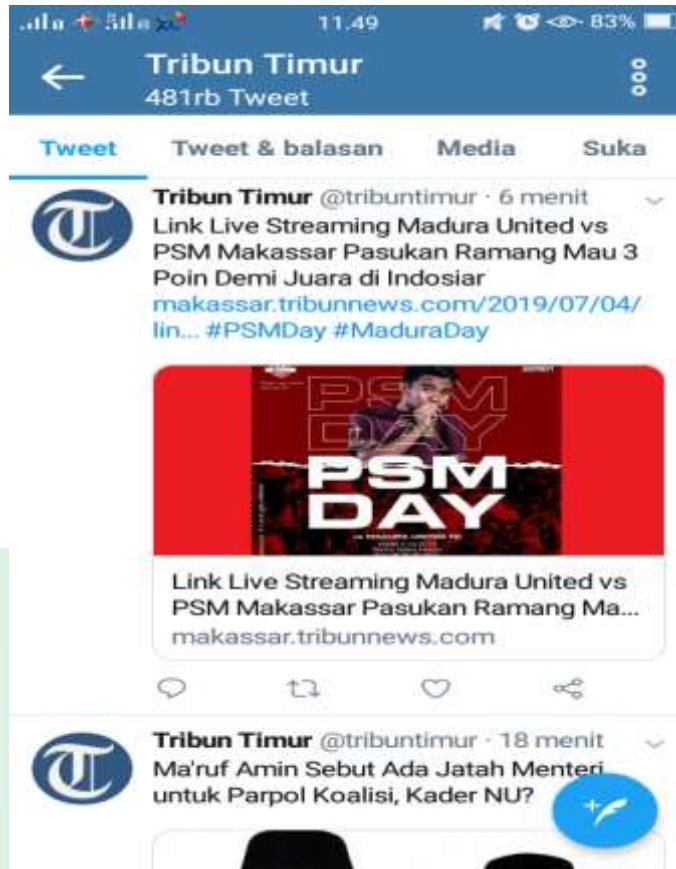 11.49
83%
Tribun Timur
481rb Tweet
Tweet
Tweet & balasan
Media
Suka
Tribun Timur @tribuntimur · 6 menit
Link Live Streaming Madura United vs
PSM Makassar Pasukan Ramang Mau 3
Poin Demi Juara di Indosiar
makassar.tribunnews.com/2019/07/04/
lin... #PSMDay #MaduraDay
PSM
DAY
PSM
DAY
Link Live Streaming Madura United vs
PSM Makassar Pasukan Ramang Ma...
makassar.tribunnews.com
Tribun Timur @tribuntimur · 18 menit
Ma'ruf Amin Sebut Ada Jatah Menteri
untuk Parpol Koalisi, Kader NU?